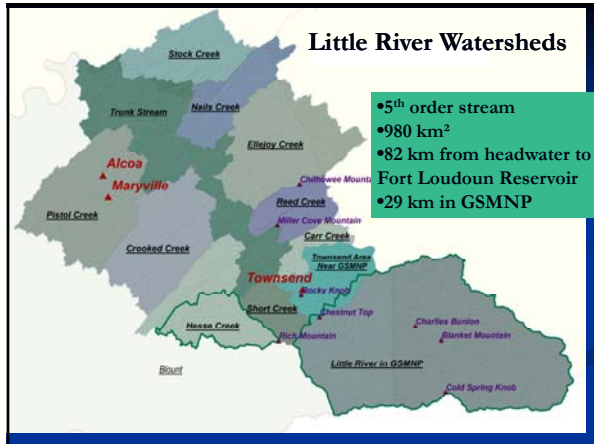 Little River Watersheds
•5th order stream
•980 km²
•82 km from headwater to
Fort Loudoun Reservoir
•29 km in GSMNP
Stock Creek
Trunk Stream
Nails Creek
Ellejoy Creek
Alcoa
Maryville
Pistol Creek
Chilhowee Mounta
Reed Creek
Miller Cove Mountain
Carr Creek
Crooked Creek
Townsend Area
Near GSMNP
Townsend
Rocky Knob
Short Creek
Chestnut Top
Hesse Creek
Rich Mountain
Charlies Bunion
Blanket Mountain
Little River in GSMNP
Blount
Cold Spring Knob